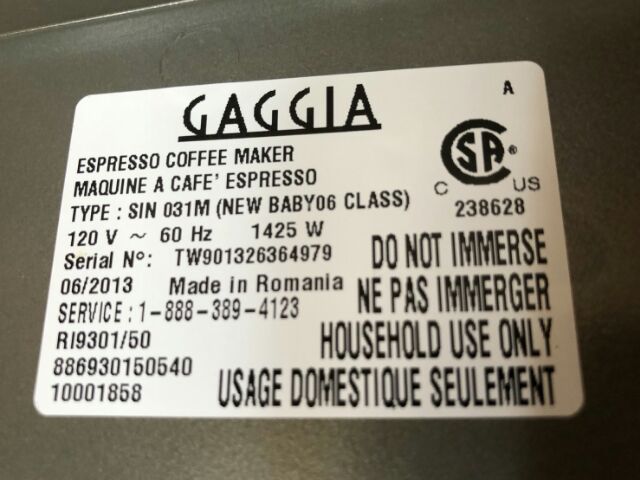 GAGGIA
A
ESPRESSO COFFEE MAKER
MAQUINE A CAFE' ESPRESSO
TYPE : SIN 031M (NEW BABY06 CLASS)
120 V ~ 60 Hz 1425 W
Serial Nº: TW901326364979
06/2013 Made in Romania
SERVICE : 1-888-389-4123
RI9301/50
886930150540
10001858
CSA®
C US
238628
DO NOT IMMERSE
NE PAS IMMERGER
HOUSEHOLD USE ONLY
USAGE DOMESTIQUE SEULEMENT